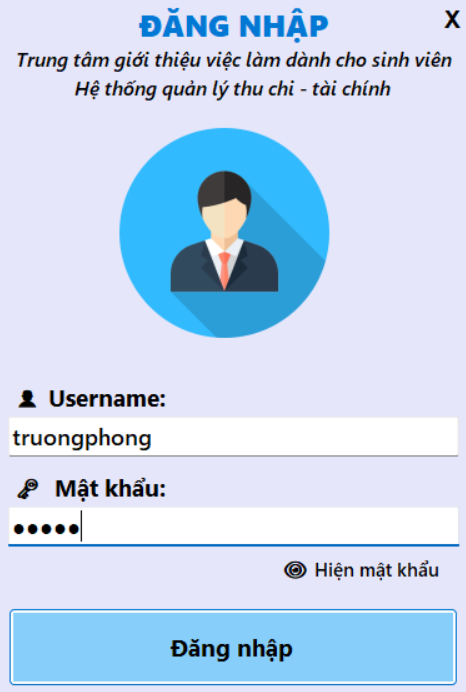 ĐĂNG NHẬP
X
Trung tâm giới thiệu việc làm dành cho sinh viên
Hệ thống quản lý thu chi - tài chính
Username:
truongphong
Mật khẩu:
●●●●●
Hiện mật khẩu
Đăng nhập